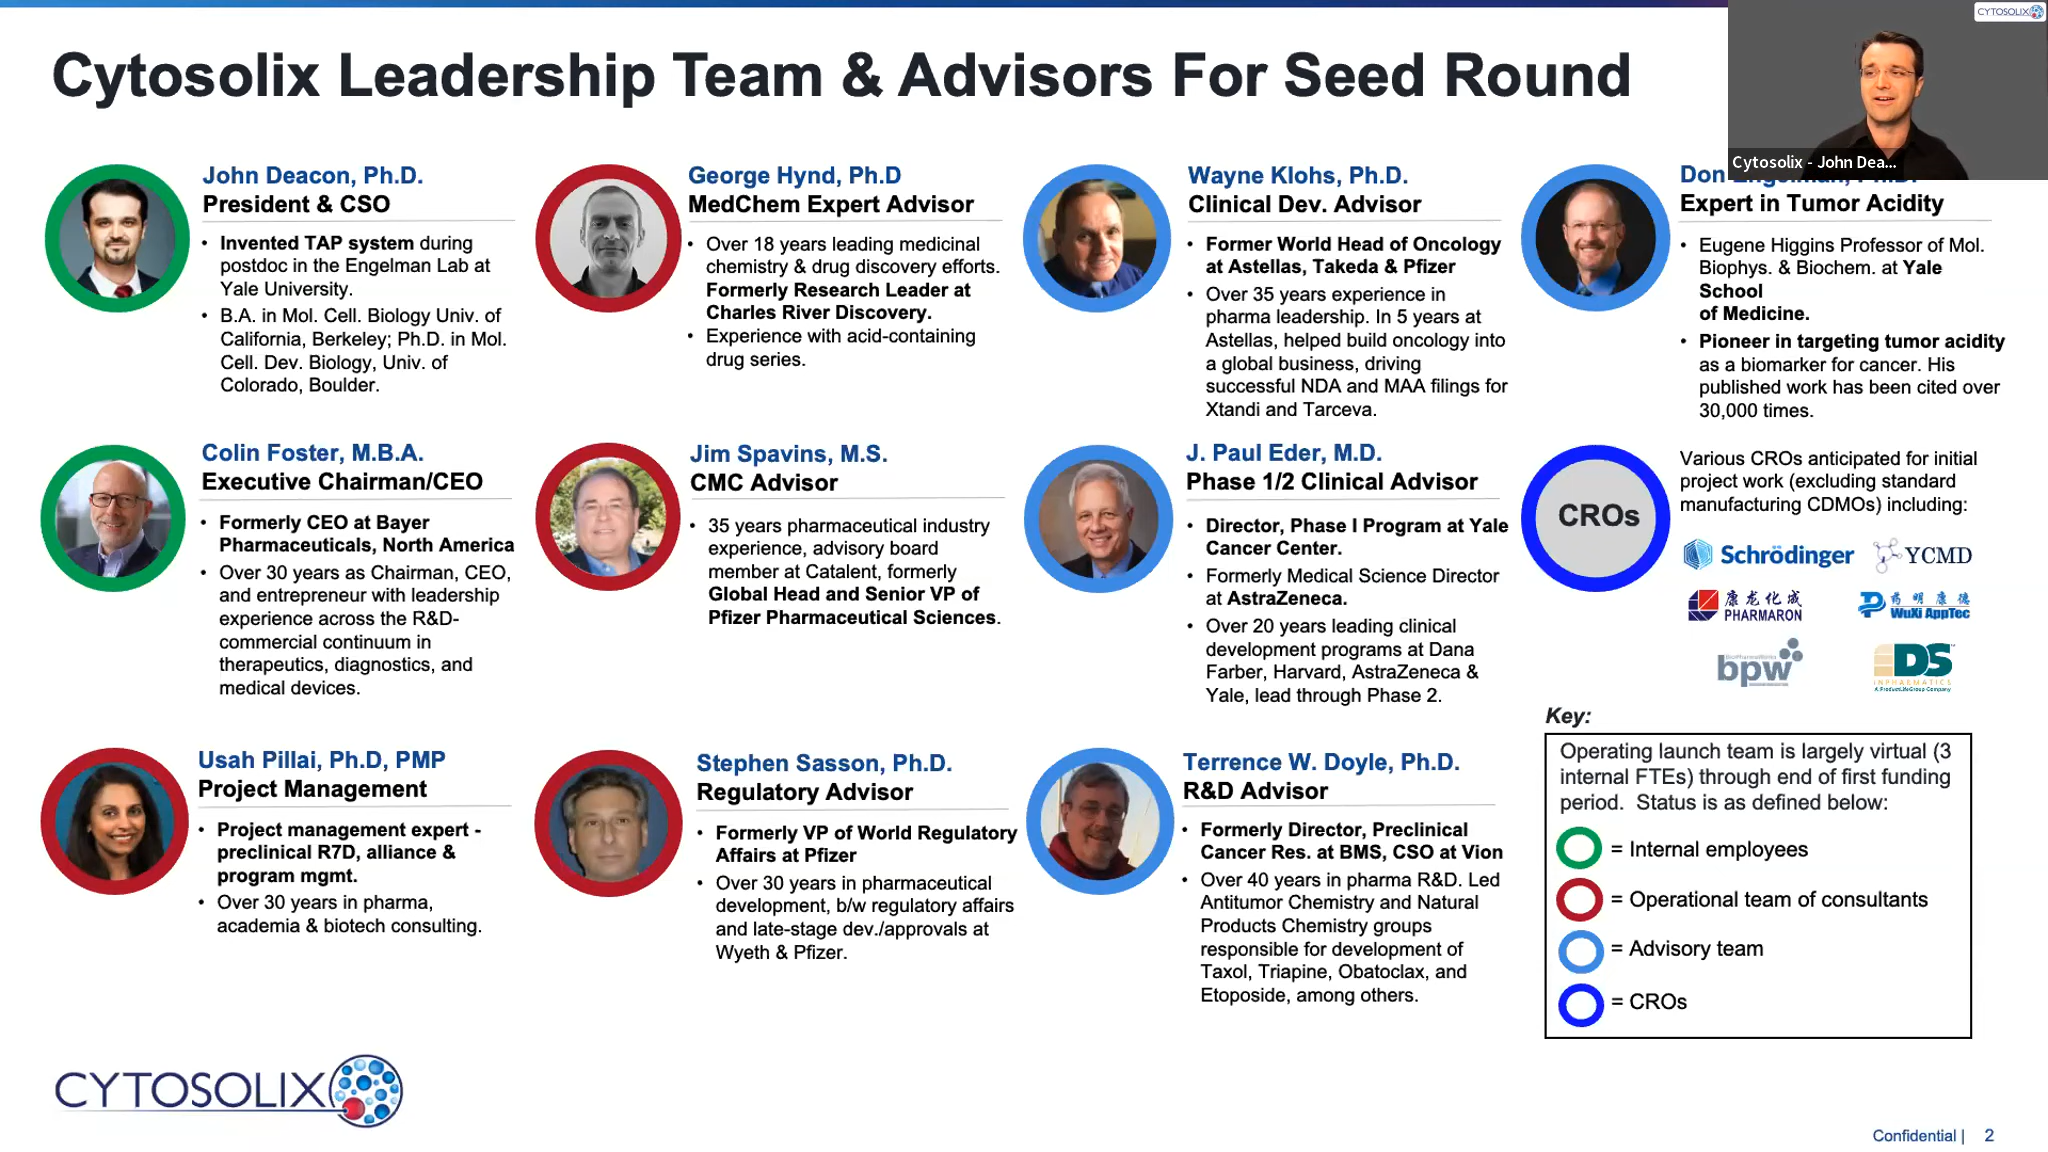 CYTOSOLIX
Cytosolix Leadership Team & Advisors For Seed Round
Cytosolix - John Dea...
John Deacon, Ph.D.
President & CSO
• Invented TAP system during
postdoc in the Engelman Lab at
Yale University.
• B.A. in Mol. Cell. Biology Univ. of
California, Berkeley; Ph.D. in Mol.
Cell. Dev. Biology, Univ. of
Colorado, Boulder.
George Hynd, Ph.D
MedChem Expert Advisor
• Over 18 years leading medicinal
chemistry & drug discovery efforts.
Formerly Research Leader at
Charles River Discovery.
• Experience with acid-containing
drug series.
Wayne Klohs, Ph.D.
Clinical Dev. Advisor
• Former World Head of Oncology
at Astellas, Takeda & Pfizer
• Over 35 years experience in
pharma leadership. In 5 years at
Astellas, helped build oncology into
a global business, driving
successful NDA and MAA filings for
Xtandi and Tarceva.
Don Engelman, Ph.D.
Expert in Tumor Acidity
• Eugene Higgins Professor of Mol.
Biophys. & Biochem. at Yale
School
of Medicine.
• Pioneer in targeting tumor acidity
as a biomarker for cancer. His
published work has been cited over
30,000 times.
Colin Foster, M.B.A.
Executive Chairman/CEO
• Formerly CEO at Bayer
Pharmaceuticals, North America
• Over 30 years as Chairman, CEO,
and entrepreneur with leadership
experience across the R&D-
commercial continuum in
therapeutics, diagnostics, and
medical devices.
Jim Spavins, M.S.
CMC Advisor
• 35 years pharmaceutical industry
experience, advisory board
member at Catalent, formerly
Global Head and Senior VP of
Pfizer Pharmaceutical Sciences.
J. Paul Eder, M.D.
Phase 1/2 Clinical Advisor
• Director, Phase I Program at Yale
Cancer Center.
• Formerly Medical Science Director
at AstraZeneca.
• Over 20 years leading clinical
development programs at Dana
Farber, Harvard, AstraZeneca &
Yale, lead through Phase 2.
CROs
Various CROs anticipated for initial
project work (excluding standard
manufacturing CDMOs) including:
Schrödinger
YCMD
康龙化成
PHARMARON
药明康德
WuXi AppTec
bpw
DS
INPHARMATICS
A ProductLifeGroup Company
Usah Pillai, Ph.D, PMP
Project Management
• Project management expert -
preclinical R7D, alliance &
program mgmt.
• Over 30 years in pharma,
academia & biotech consulting.
Stephen Sasson, Ph.D.
Regulatory Advisor
• Formerly VP of World Regulatory
Affairs at Pfizer
• Over 30 years in pharmaceutical
development, b/w regulatory affairs
and late-stage dev./approvals at
Wyeth & Pfizer.
Terrence W. Doyle, Ph.D.
R&D Advisor
• Formerly Director, Preclinical
Cancer Res. at BMS, CSO at Vion
• Over 40 years in pharma R&D. Led
Antitumor Chemistry and Natural
Products Chemistry groups
responsible for development of
Taxol, Triapine, Obatoclax, and
Etoposide, among others.
Key:
Operating launch team is largely virtual (3
internal FTEs) through end of first funding
period. Status is as defined below:
= Internal employees
= Operational team of consultants
= Advisory team
= CROs
CYTOSOLIX
Confidential | 2